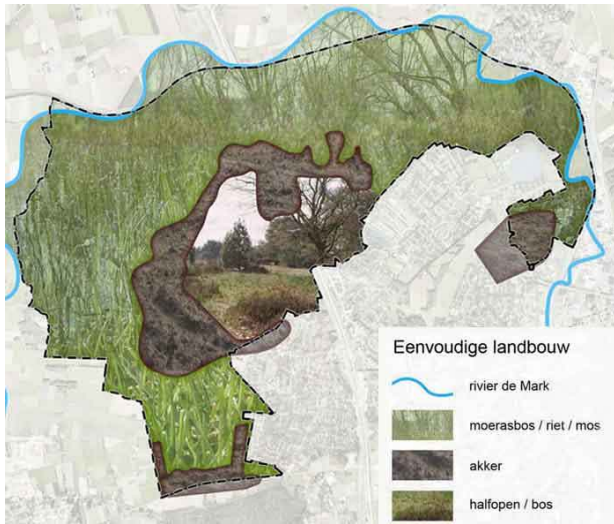 Eenvoudige landbouw
rivier de Mark
moerasbos / riet / mos
akker
halfopen / bos